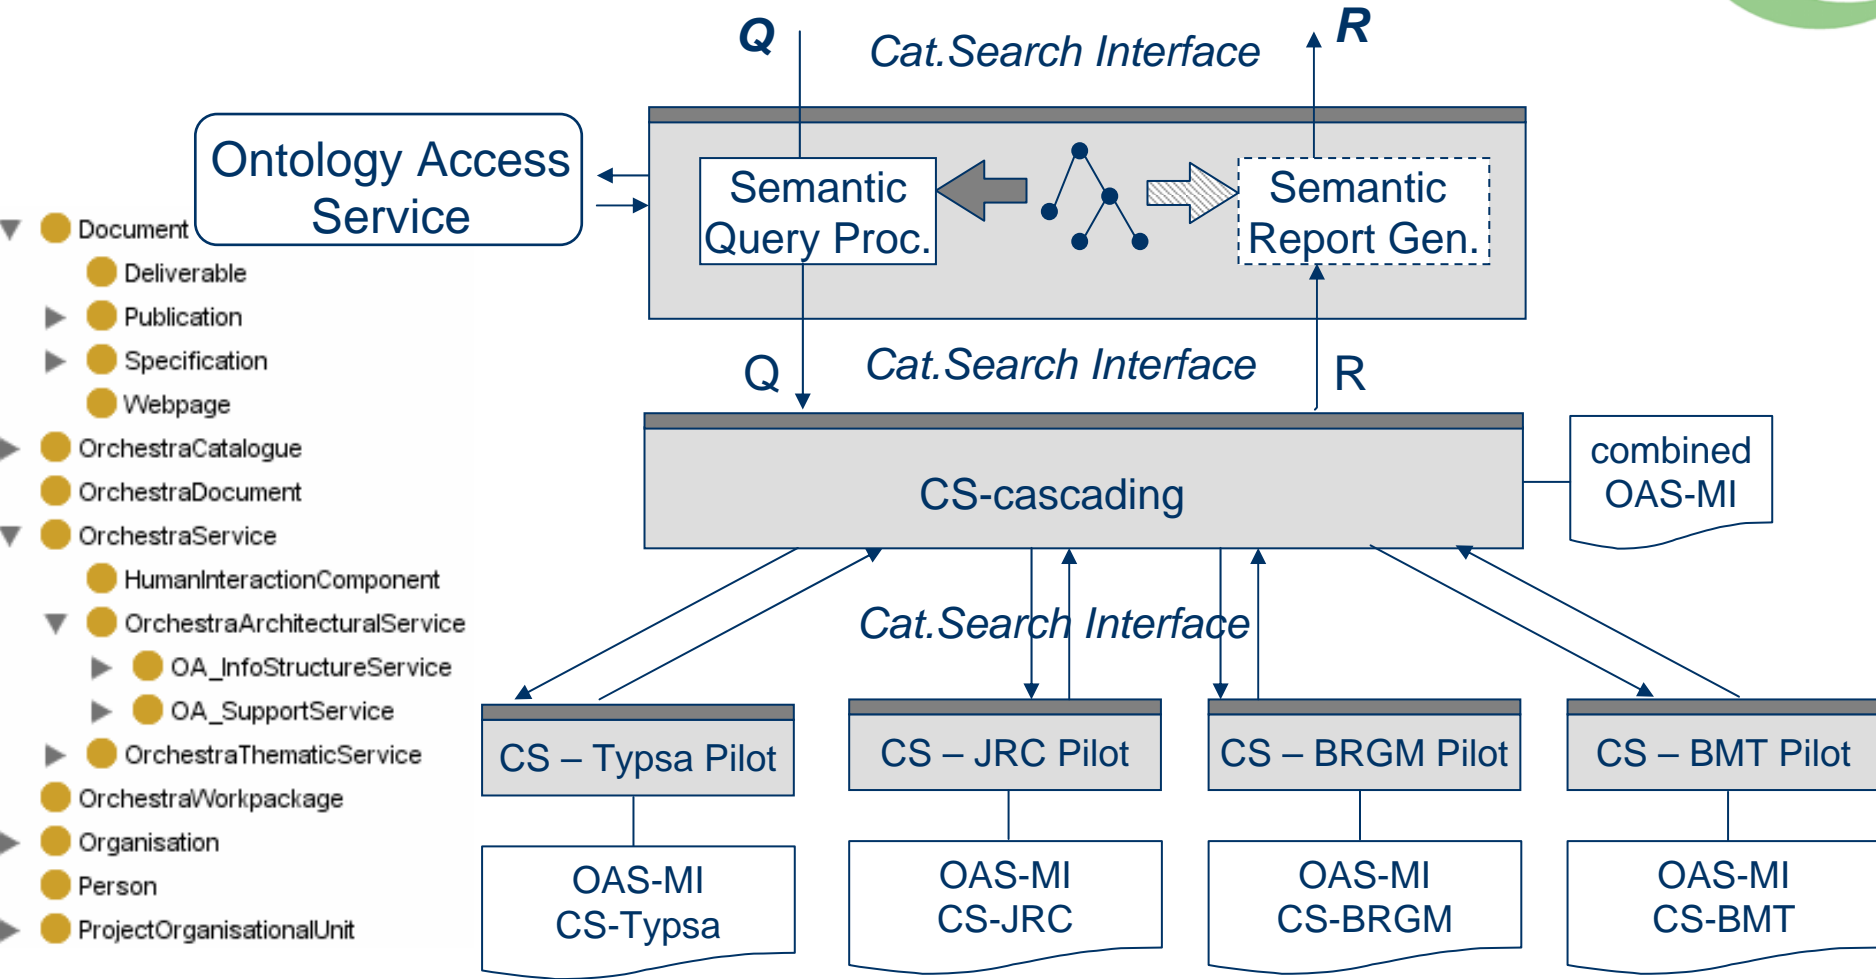 Q
Cat.Search Interface
R
Ontology Access
Service
Semantic
Query Proc.
Semantic
Report Gen.
Document
Deliverable
Publication
Specification
Webpage
OrchestraCatalogue
OrchestraDocument
OrchestraService
HumanInteractionComponent
OrchestraArchitecturalService
OA_InfoStructureService
OA_SupportService
OrchestraThematicService
OrchestraWorkpackage
Organisation
Person
ProjectOrganisationalUnit
Q
Cat.Search Interface
R
CS-cascading
combined
OAS-MI
Cat.Search Interface
CS – Typsa Pilot
CS – JRC Pilot
CS – BRGM Pilot
CS – BMT Pilot
OAS-MI
CS-Typsa
OAS-MI
CS-JRC
OAS-MI
CS-BRGM
OAS-MI
CS-BMT